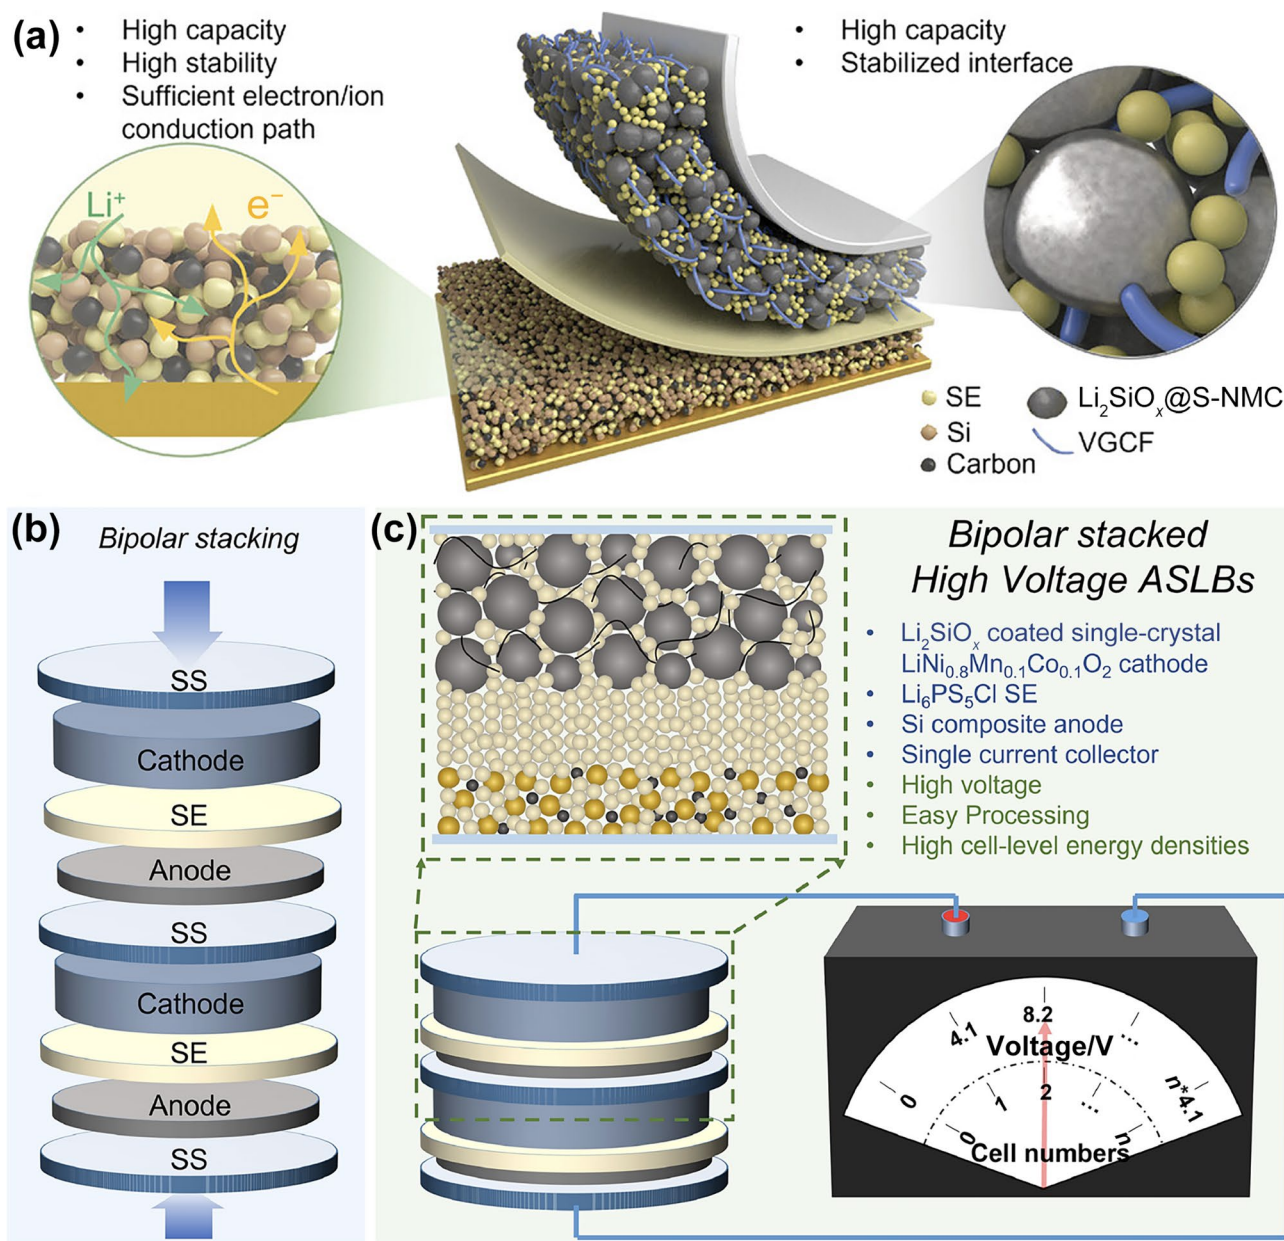 (a)
• High capacity
• High stability
• Sufficient electron/ion
conduction path
• High capacity
• Stabilized interface
Li⁺
e⁻
SE
Si
Carbon
Li₂SiOₓ@S-NMC
VGCF
(b)
Bipolar stacking
SS
Cathode
SE
Anode
SS
Cathode
SE
Anode
SS
(c)
Bipolar stacked
High Voltage ASLBs
• Li₂SiOₓ coated single-crystal
LiNi₀.₈Mn₀.₁Co₀.₁O₂ cathode
• Li₆PS₅Cl SE
• Si composite anode
• Single current collector
• High voltage
• Easy Processing
• High cell-level energy densities
0
4.1
8.2
...
n*4.1
Voltage/V
0
1
2
...
n
Cell numbers